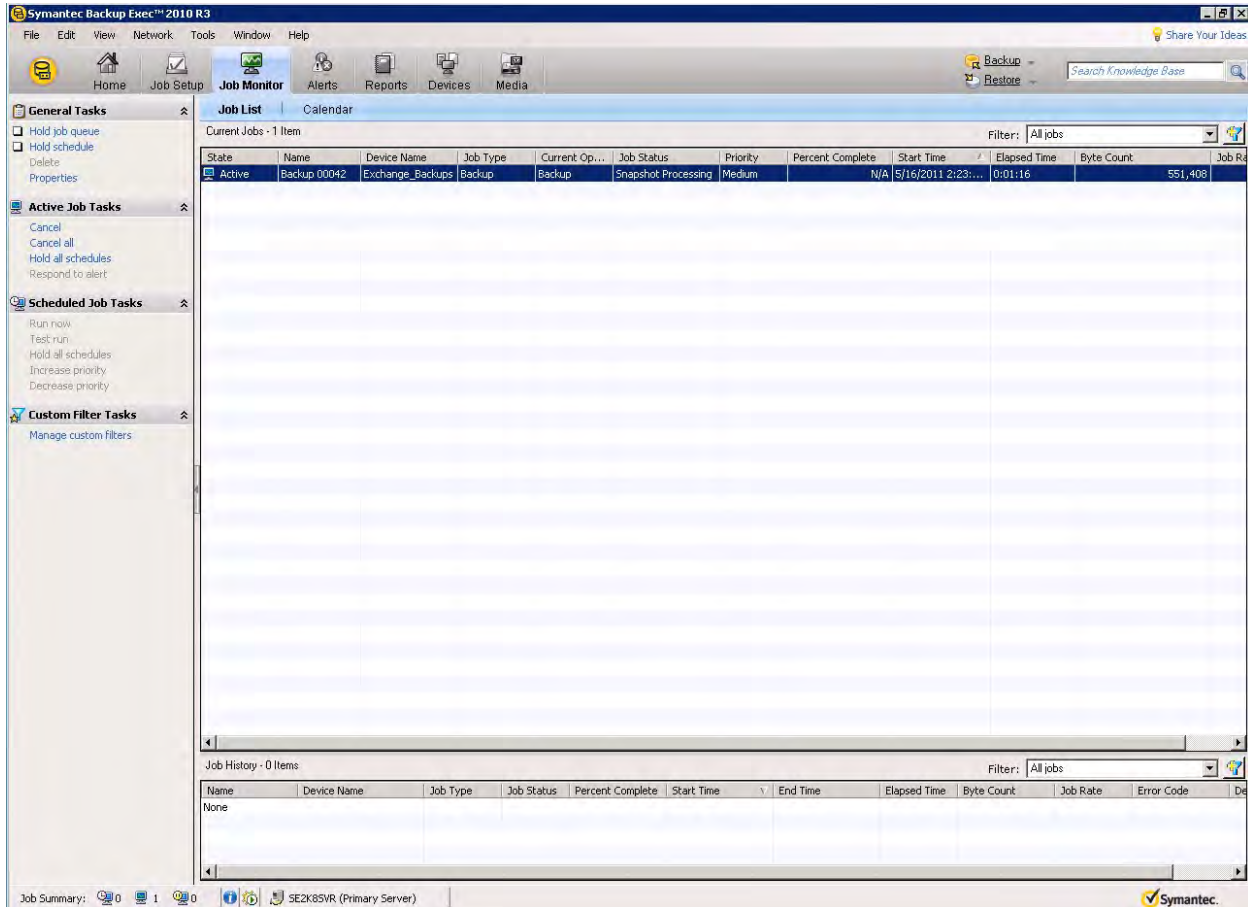 Symantec Backup Exec™ 2010 R3
File Edit View Network Tools Window Help Share Your Ideas
Home Job Setup Job Monitor Alerts Reports Devices Media
Backup
Restore
Search Knowledge Base
General Tasks
Hold job queue
Hold schedule
Delete
Properties
Active Job Tasks
Cancel
Cancel all
Hold all schedules
Respond to alert
Scheduled Job Tasks
Run now
Test run
Hold all schedules
Increase priority
Decrease priority
Custom Filter Tasks
Manage custom filters
Job List Calendar
Current Jobs - 1 Item Filter: All jobs
State Name Device Name Job Type Current Op... Job Status Priority Percent Complete Start Time Elapsed Time Byte Count Job Ra
Active Backup 00042 Exchange_Backups Backup Backup Snapshot Processing Medium N/A 5/16/2011 2:23:... 0:01:16 551,408
Job History - 0 Items Filter: All jobs
Name Device Name Job Type Job Status Percent Complete Start Time End Time Elapsed Time Byte Count Job Rate Error Code De
None
Job Summary: 0 1 0 SE2K8SVR (Primary Server) Symantec.